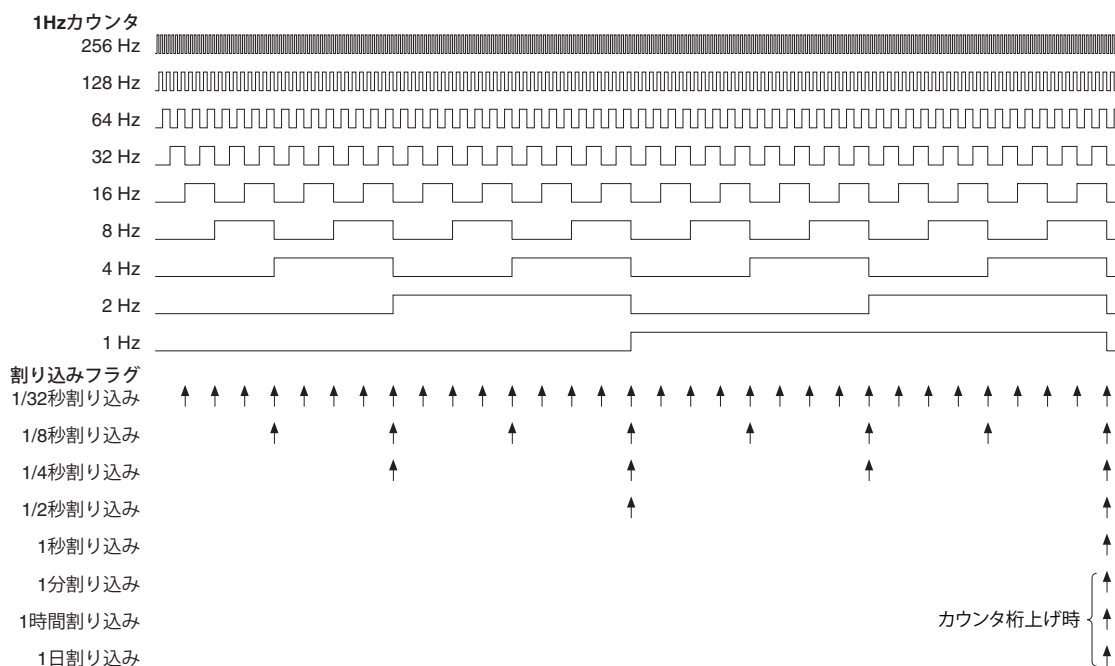 1Hzカウンタ
256 Hz
128 Hz
64 Hz
32 Hz
16 Hz
8 Hz
4 Hz
2 Hz
1 Hz
割り込みフラグ
1/32秒割り込み
1/8秒割り込み
1/4秒割り込み
1/2秒割り込み
1秒割り込み
1分割り込み
1時間割り込み
カウンタ桁上げ時
1日割り込み